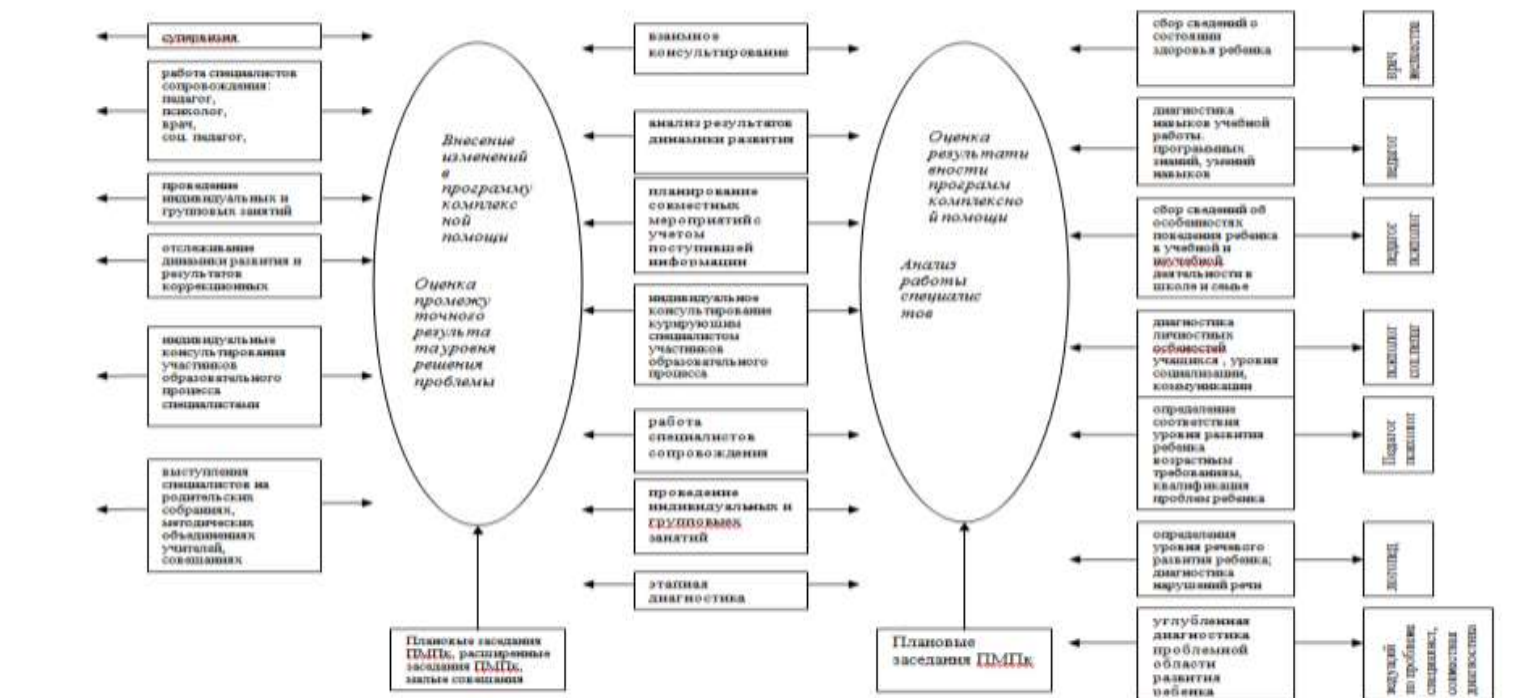 супервизия
работа специалистов
сопровождения:
педагог,
психолог,
врач,
соц. педагог,
проведение
индивидуальных и
групповых занятий
отслеживание
динамики развития и
результатов
коррекционных
индивидуальные
консультирования
участников
образовательного
процесса
специалистами
выступления
специалистов на
родительских
собраниях,
методических
объединениях
учителей,
совещаниях
Внесение
изменений
в
программу
комплекс
ной
помощи
Оценка
промежу
точного
результа
та уровня
решения
проблемы
Плановые заседания
ПМПк, расширенные
заседания ПМПк,
малые совещания
взаимное
консультирование
анализ результатов
динамики развития
планирование
совместных
мероприятий с
учетом
поступившей
информации
индивидуальное
консультирование
курирующим
специалистом
участников
образовательного
процесса
работа
специалистов
сопровождения
проведение
индивидуальных и
групповыех
занятий
этапная
диагностика
Оценка
результати
вности
программ
комплексно
й помощи
Анализ
работы
специалис
тов
Плановые
заседания ПМПк
сбор сведений о
состоянии
здоровья ребенка
врач
диагностика
навыков учебной
работы.
программных
знаний, умений
навыков
педагог
сбор сведений об
особенностях
поведения ребенка
в учебной и
внеучебной
деятельности в
школе и семье
педагог
психолог
диагностика
личностных
учащихся , уровня
социализации,
коммуникации
психолог
соц.педаг
определение
соответствия
уровня развития
ребенка
возрастным
требованиям,
квалификация
проблем ребенка
Педагог
психолог
определения
уровня речевого
развития ребенка;
диагностика
нарушений речи
логопед
углубленная
диагностика
проблемной
области
развития
ребенка
ведущий
по проблеме
специалист,
совместная
диагностика